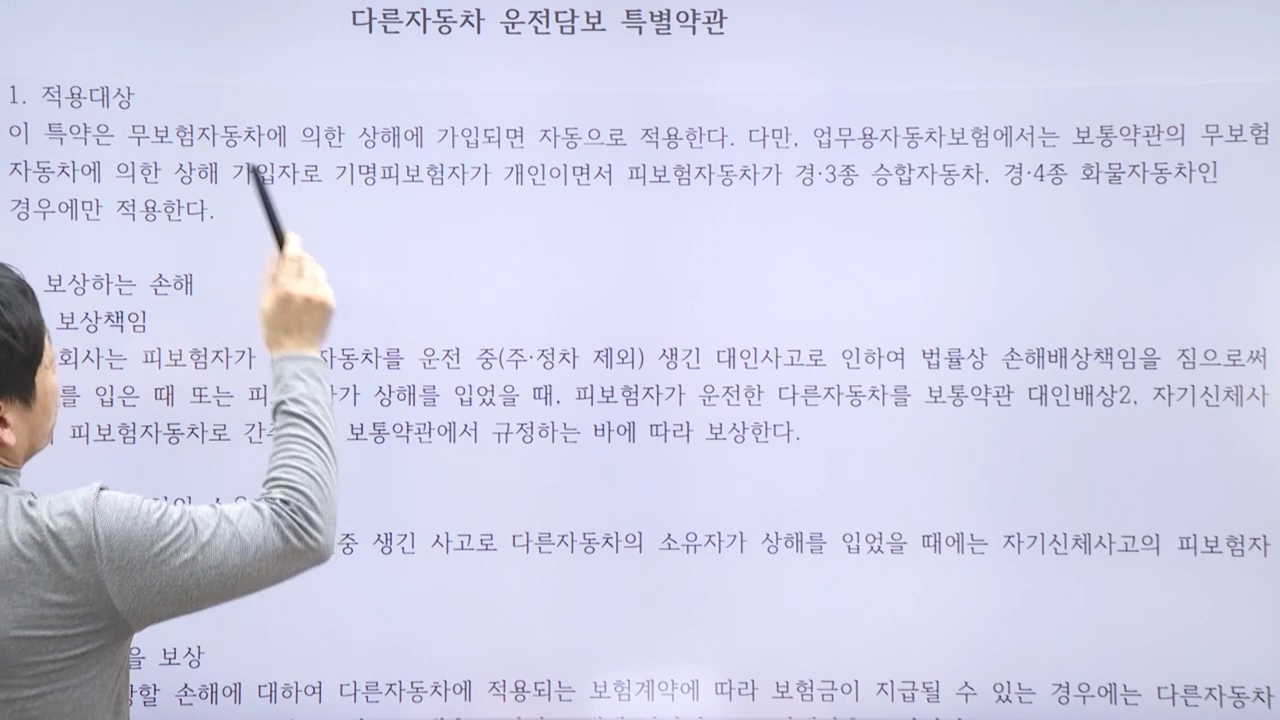 다른자동차 운전담보 특별약관
1. 적용대상
이 특약은 무보험자동차에 의한 상해에 가입되면 자동으로 적용한다. 다만, 업무용자동차보험에서는 보통약관의 무보험
자동차에 의한 상해 가입자로 기명피보험자가 개인이면서 피보험자동차가 경·3종 승합자동차, 경·4종 화물자동차인
경우에만 적용한다.
보상하는 손해
보상책임
회사는 피보험자가 자동차를 운전 중(주·정차 제외) 생긴 대인사고로 인하여 법률상 손해배상책임을 짐으로써
를 입은 때 또는 가 상해를 입었을 때, 피보험자가 운전한 다른자동차를 보통약관 대인배상2, 자기신체사
피보험자동차로 보통약관에서 규정하는 바에 따라 보상한다.
중 생긴 사고로 다른자동차의 소유자가 상해를 입었을 때에는 자기신체사고의 피보험자
을 보상
할 손해에 대하여 다른자동차에 적용되는 보험계약에 따라 보험금이 지급될 수 있는 경우에는 다른자동차